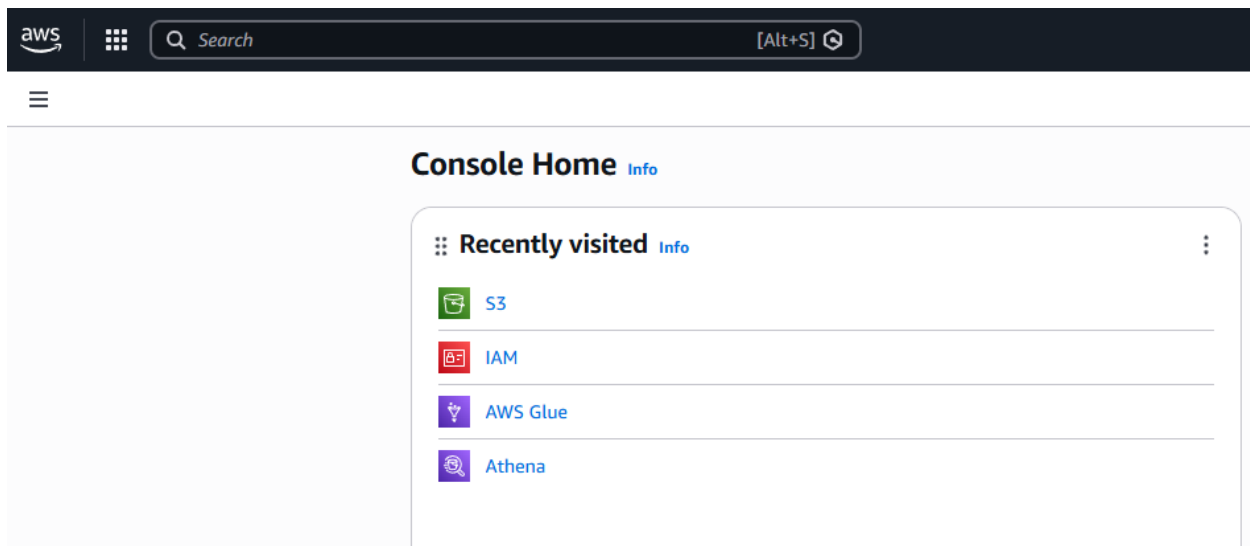 aws
Search [Alt+S]
Console Home Info
Recently visited Info
S3
IAM
AWS Glue
Athena